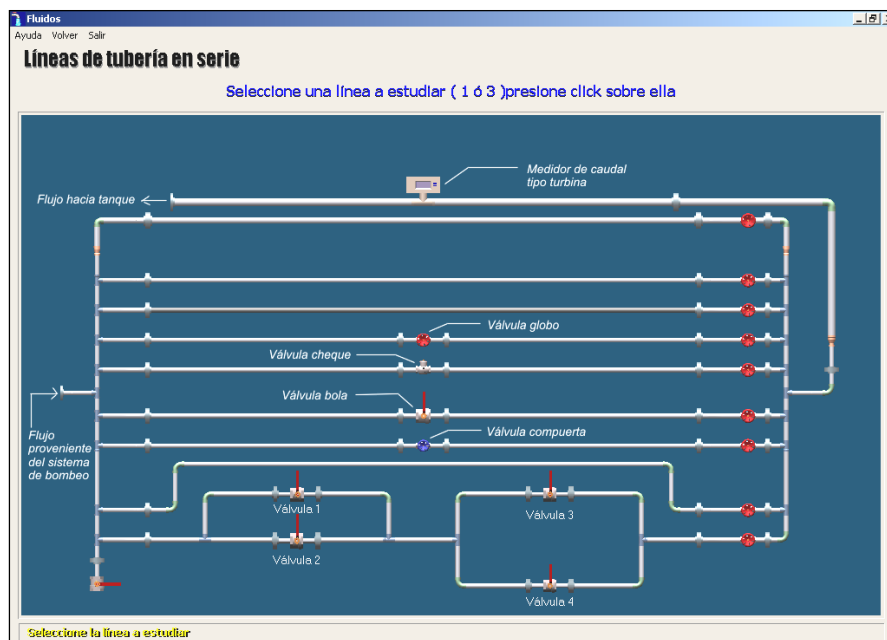 Fluidos
Ayuda Volver Salir
Líneas de tubería en serie
Seleccione una línea a estudiar ( 1 ó 3 )presione click sobre ella
Medidor de caudal
tipo turbina
Flujo hacia tanque
Válvula globo
Válvula cheque
Válvula bola
Válvula compuerta
Flujo
proveniente
del sistema
de bombeo
Válvula 1
Válvula 3
Válvula 2
Válvula 4
Seleccione la línea a estudiar